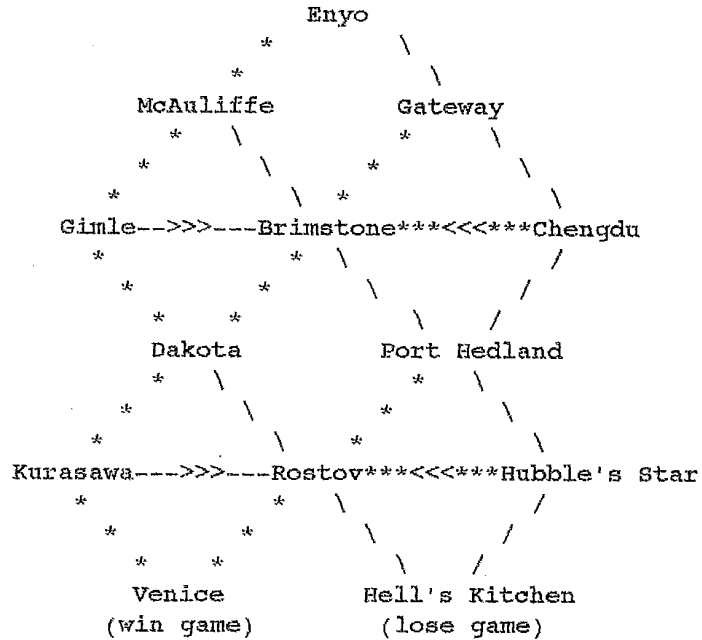 Enyo
McAuliffe Gateway
Gimle-->>>---Brimstone***<<<***Chengdu
Dakota Port Hedland
Kurasawa--->>>---Rostov***<<<***Hubble's Star
Venice Hell's Kitchen
(win game) (lose game)